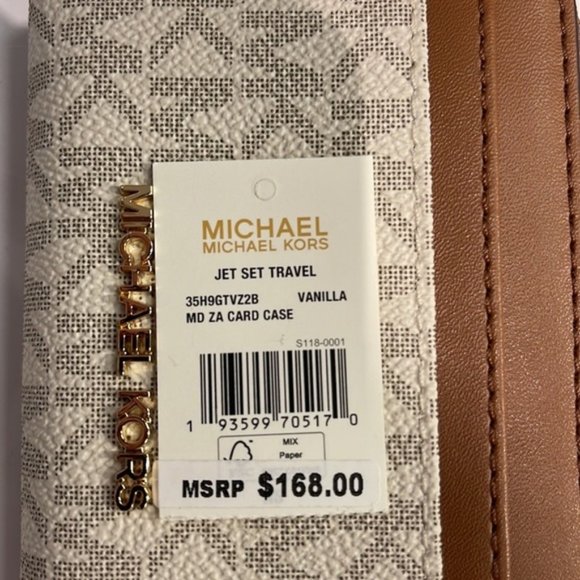 MICHAEL
MICHAEL KORS
JET SET TRAVEL
35H9GTVZ2B VANILLA
MD ZA CARD CASE
S118-0001
1 93599 70517 0
MIX
Paper
MSRP $168.00
MICHAEL KORS